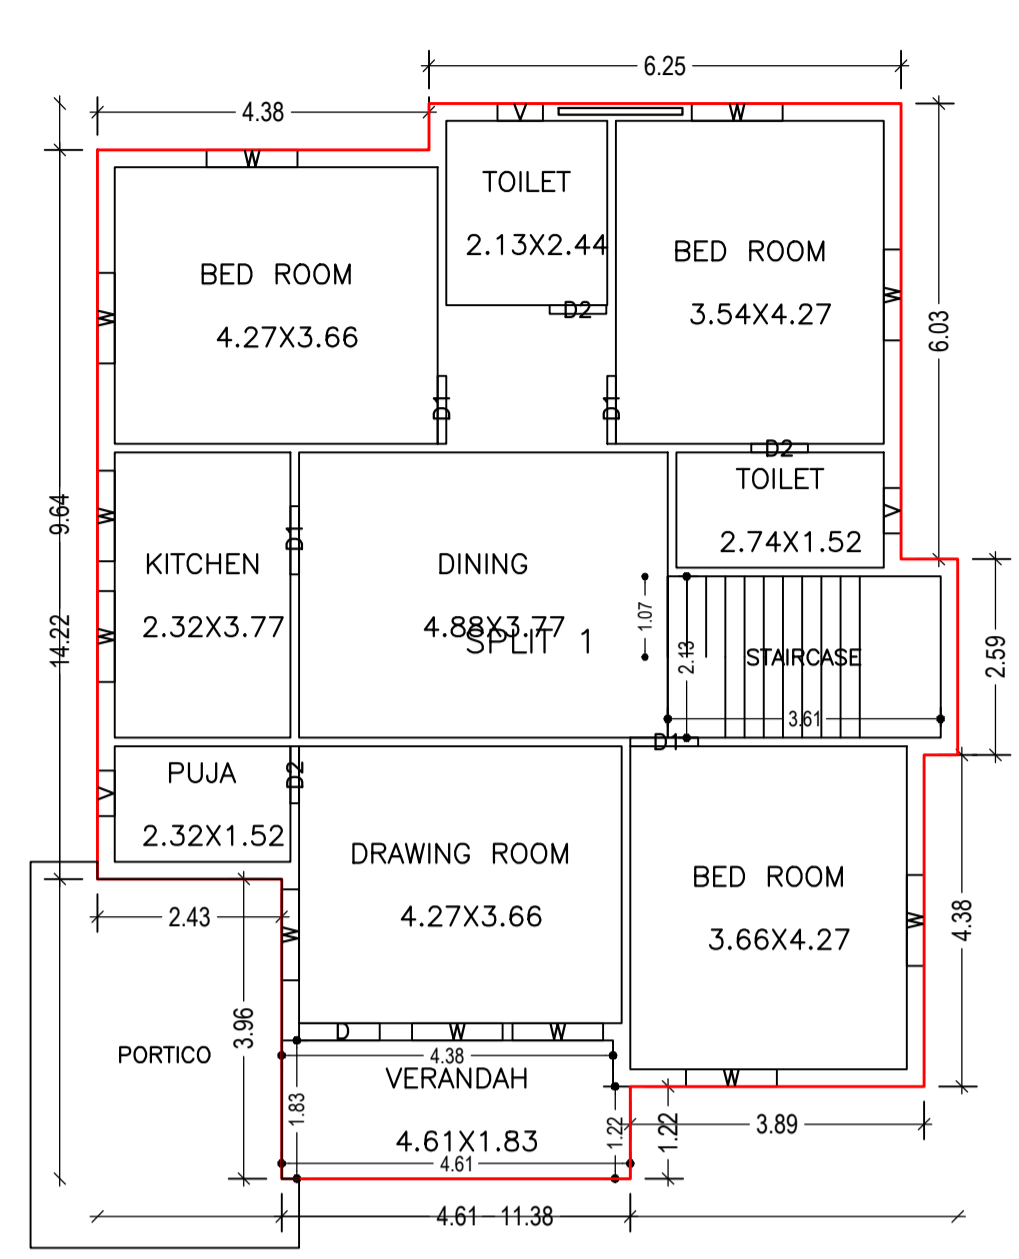 6.25
4.38
V
W
W
TOILET
2.13X2.44
BED ROOM
4.27X3.66
BED ROOM
3.54X4.27
W
W
D2
6.03
D1
D1
D2
TOILET
2.74X1.52
V
9.64
W
D1
KITCHEN
2.32X3.77
DINING
4.88X3.77
SPLIT 1
1.07
2.13
STAIRCASE
3.61
2.59
14.22
W
D1
PUJA
2.32X1.52
V
D2
DRAWING ROOM
4.27X3.66
BED ROOM
3.66X4.27
W
4.38
2.43
W
3.96
PORTICO
D
W
W
4.38
VERANDAH
4.61X1.83
4.61
1.83
1.22
1.22
W
3.89
4.61
11.38